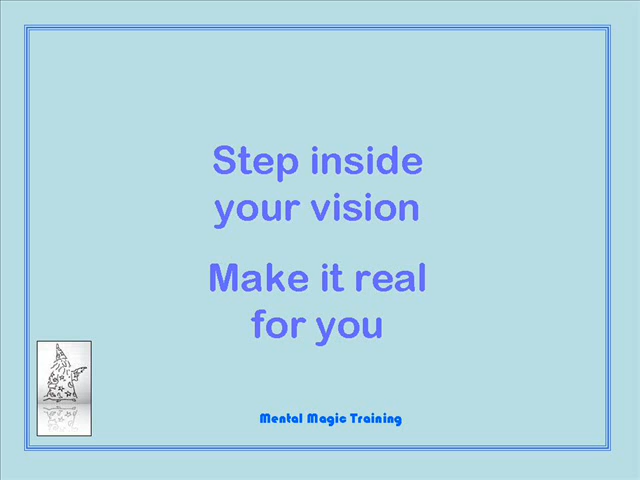 Step inside
your vision
Make it real
for you
Mental Magic Training